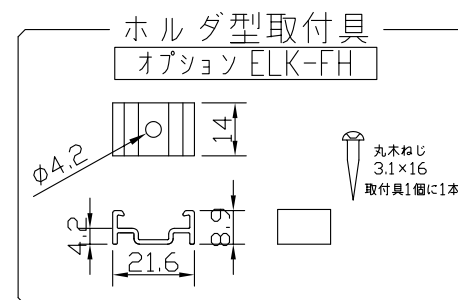 ホルダ型取付具
オプション ELK-FH
φ4.2
14
丸木ねじ
3.1×16
取付具1個に1本
4.2
8.9
21.6